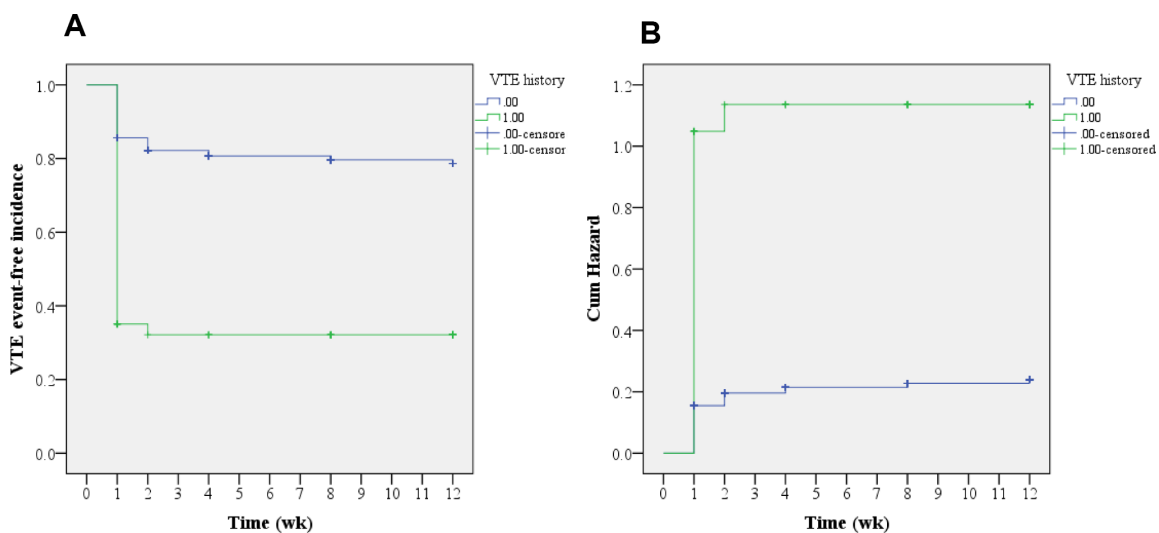 A
VTE event-free incidence
1.0
0.8
0.6
0.4
0.2
0.0
0 1 2 3 4 5 6 7 8 9 10 11 12
Time (wk)
VTE history
.00
1.00
.00-censore
1.00-censor
B
Cum Hazard
1.2
1.0
0.8
0.6
0.4
0.2
0.0
0 1 2 3 4 5 6 7 8 9 10 11 12
Time (wk)
VTE history
.00
1.00
.00-censored
1.00-censored